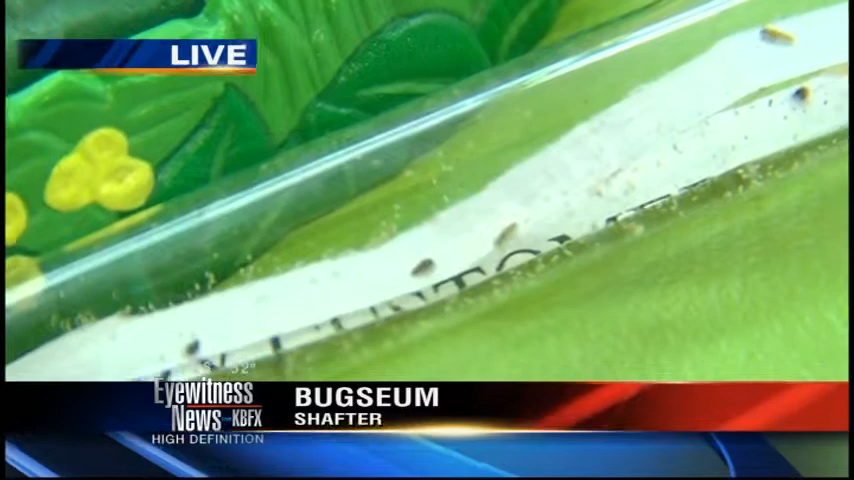 LIVE
BUGSEUM
SHAFTER
Eyewitness
News KBFX
HIGH DEFINITION